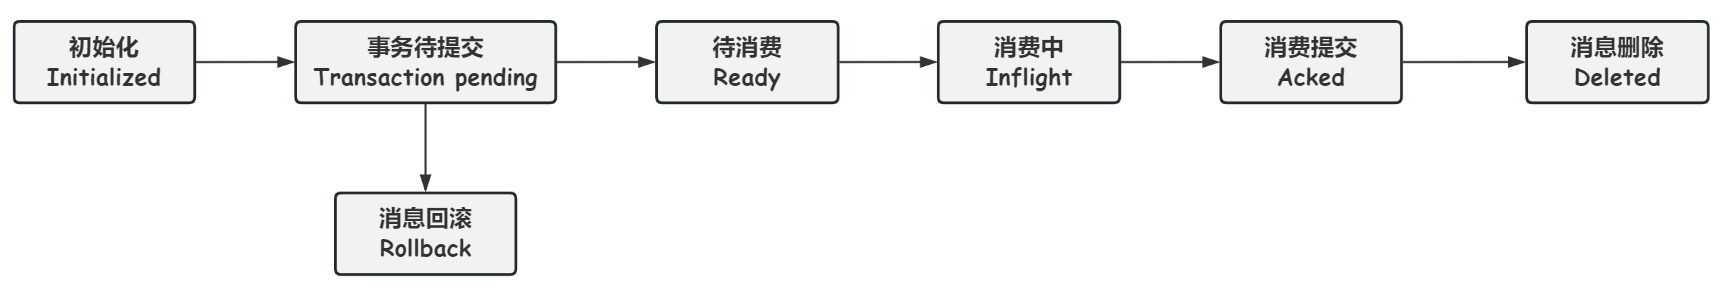 初始化
Initialized
事务待提交
Transaction pending
待消费
Ready
消费中
Inflight
消费提交
Acked
消息删除
Deleted
消息回滚
Rollback